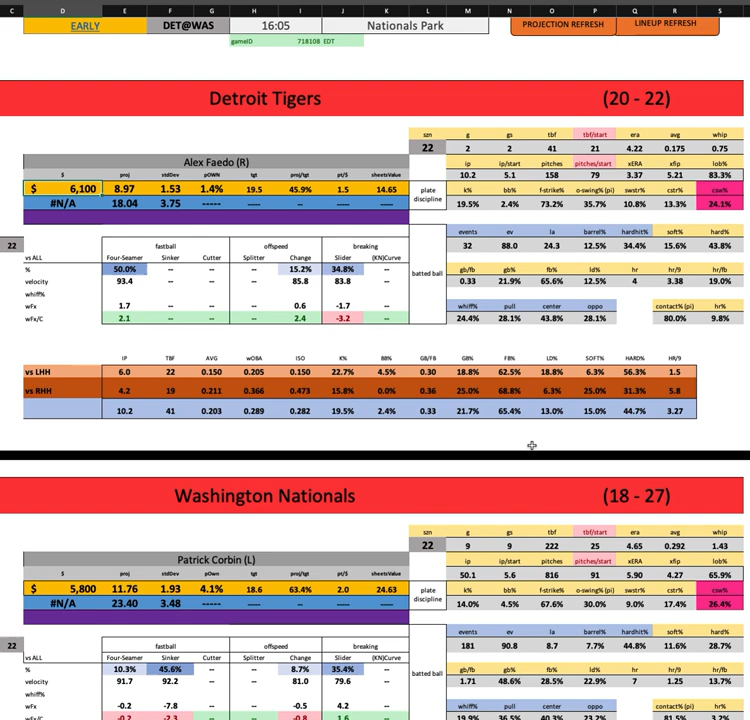 C D E F G H I J K L M N O P Q R S
EARLY DET@WAS 16:05 Nationals Park PROJECTION REFRESH LINEUP REFRESH
gameID 718108 EDT
Detroit Tigers (20 - 22)
szn g gs tbf tbf/start era avg whip
22 2 2 41 21 4.22 0.175 0.75
Alex Faedo (R) ip ip/start pitches pitches/start xERA xfip lob%
$ proj stdDev pOWN tgt proj/tgt pt/$ sheetsValue 10.2 5.1 158 79 3.37 5.21 83.3%
$ 6,100 8.97 1.53 1.4% 19.5 45.9% 1.5 14.65 plate discipline k% bb% f-strike% o-swing% (pi) swstr% cstr% csw%
#N/A 18.04 3.75 ----- ---- -- --- ---- 19.5% 2.4% 73.2% 35.7% 10.8% 13.3% 24.1%
events ev la barrel% hardhit% soft% hard%
22 fastball offspeed breaking 32 88.0 24.3 12.5% 34.4% 15.6% 43.8%
vs ALL Four-Seamer Sinker Cutter Splitter Change Slider (KN)Curve
% 50.0% -- -- -- 15.2% 34.8% -- batted ball gb/fb gb% fb% ld% hr hr/9 hr/fb
velocity 93.4 85.8 83.8 0.33 21.9% 65.6% 12.5% 4 3.38 19.0%
whiff%
wFx 1.7 -- -- -- 0.6 -1.7 -- whiff% pull center oppo contact% (pi) hr%
wFx/C 2.1 -- -- -- 2.4 -3.2 -- 24.4% 28.1% 43.8% 28.1% 80.0% 9.8%
IP TBF AVG wOBA ISO K% BB% GB/FB GB% FB% LD% SOFT% HARD% HR/9
vs LHH 6.0 22 0.150 0.205 0.150 22.7% 4.5% 0.30 18.8% 62.5% 18.8% 6.3% 56.3% 1.5
vs RHH 4.2 19 0.211 0.366 0.473 15.8% 0.0% 0.36 25.0% 68.8% 6.3% 25.0% 31.3% 5.8
10.2 41 0.203 0.289 0.282 19.5% 2.4% 0.33 21.7% 65.4% 13.0% 15.0% 44.7% 3.27
Washington Nationals (18 - 27)
szn g gs tbf tbf/start era avg whip
22 9 9 222 25 4.65 0.292 1.43
Patrick Corbin (L) ip ip/start pitches pitches/start xERA xfip lob%
$ proj stdDev pOwn tgt proj/tgt pt/$ sheetsValue 50.1 5.6 816 91 5.90 4.27 65.9%
$ 5,800 11.76 1.93 4.1% 18.6 63.4% 2.0 24.63 plate discipline k% bb% f-strike% o-swing% (pi) swstr% cstr% csw%
#N/A 23.40 3.48 ----- ---- -- --- ---- 14.0% 4.5% 67.6% 30.0% 9.0% 17.4% 26.4%
events ev la barrel% hardhit% soft% hard%
22 fastball offspeed breaking 181 90.8 8.7 7.7% 44.8% 11.6% 28.7%
vs ALL Four-Seamer Sinker Cutter Splitter Change Slider (KN)Curve
% 10.3% 45.6% -- -- 8.7% 35.4% -- batted ball gb/fb gb% fb% ld% hr hr/9 hr/fb
velocity 91.7 92.2 81.0 79.6 1.71 48.6% 28.5% 22.9% 7 1.25 13.7%
whiff%
wFx -0.2 -7.8 -- -- -0.5 4.2 -- whiff% pull center oppo contact% (pi) hr%
wFx/C -0.2 -2.3 -- -- -0.8 1.6 -- 19.9% 36.5% 40.3% 23.2% 81.5% 3.2%